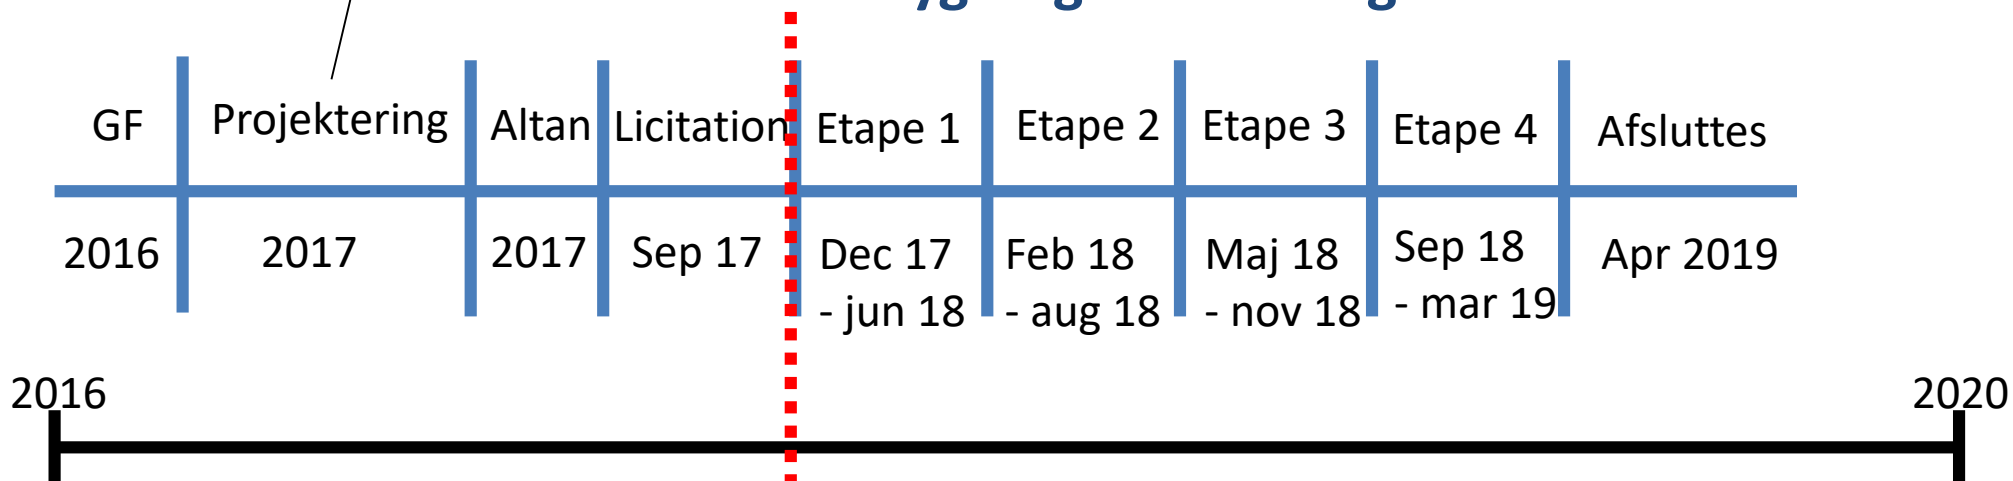 GF
Projektering
Altan
Licitation
Etape 1
Etape 2
Etape 3
Etape 4
Afsluttes
2016
2017
2017
Sep 17
Dec 17
- jun 18
Feb 18
- aug 18
Maj 18
- nov 18
Sep 18
- mar 19
Apr 2019
2016
2020